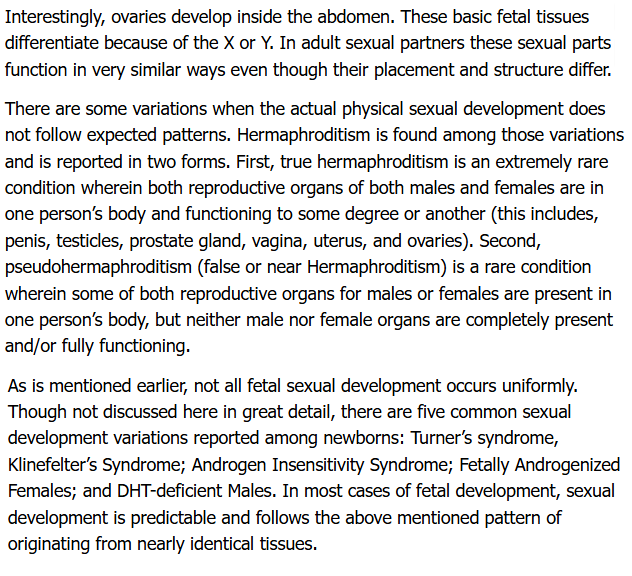 Interestingly, ovaries develop inside the abdomen. These basic fetal tissues
differentiate because of the X or Y. In adult sexual partners these sexual parts
function in very similar ways even though their placement and structure differ.
There are some variations when the actual physical sexual development does
not follow expected patterns. Hermaphroditism is found among those variations
and is reported in two forms. First, true hermaphroditism is an extremely rare
condition wherein both reproductive organs of both males and females are in
one person’s body and functioning to some degree or another (this includes,
penis, testicles, prostate gland, vagina, uterus, and ovaries). Second,
pseudohermaphroditism (false or near Hermaphroditism) is a rare condition
wherein some of both reproductive organs for males or females are present in
one person’s body, but neither male nor female organs are completely present
and/or fully functioning.
As is mentioned earlier, not all fetal sexual development occurs uniformly.
Though not discussed here in great detail, there are five common sexual
development variations reported among newborns: Turner’s syndrome,
Klinefelter’s Syndrome; Androgen Insensitivity Syndrome; Fetally Androgenized
Females; and DHT-deficient Males. In most cases of fetal development, sexual
development is predictable and follows the above mentioned pattern of
originating from nearly identical tissues.